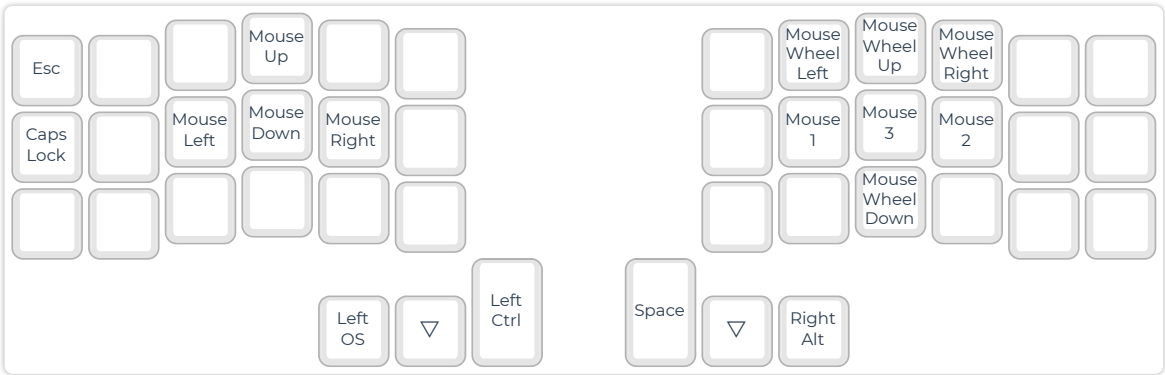 Esc
Mouse
Up
Mouse
Wheel
Left
Mouse
Wheel
Up
Mouse
Wheel
Right
Caps
Lock
Mouse
Left
Mouse
Down
Mouse
Right
Mouse
1
Mouse
3
Mouse
2
Mouse
Wheel
Down
Left
OS
▽
Left
Ctrl
Space
▽
Right
Alt